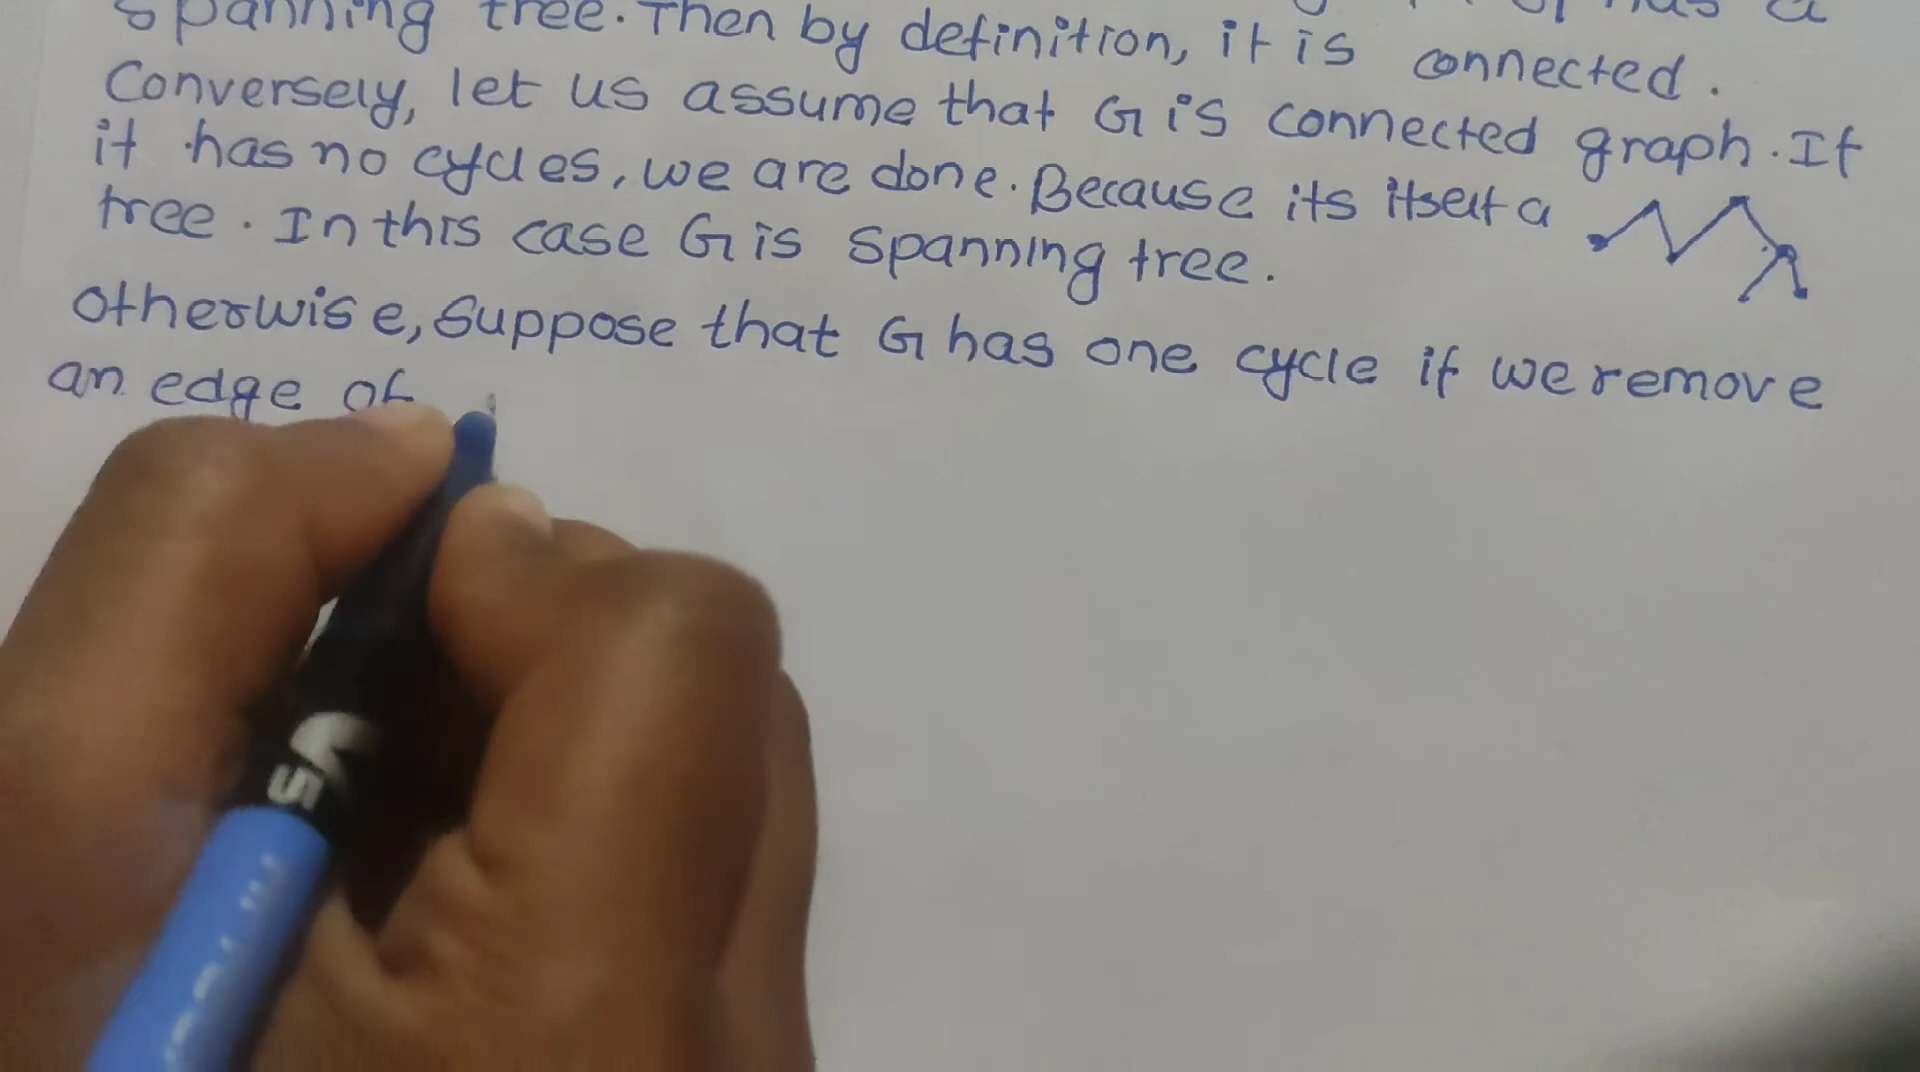 spanning tree. Then by definition, it is connected.
Conversely, let us assume that G is connected graph. If
it has no cycles, we are done. Because its itself a
tree. In this case G is spanning tree.
Otherwise, suppose that G has one cycle if we remove
an edge of
V5